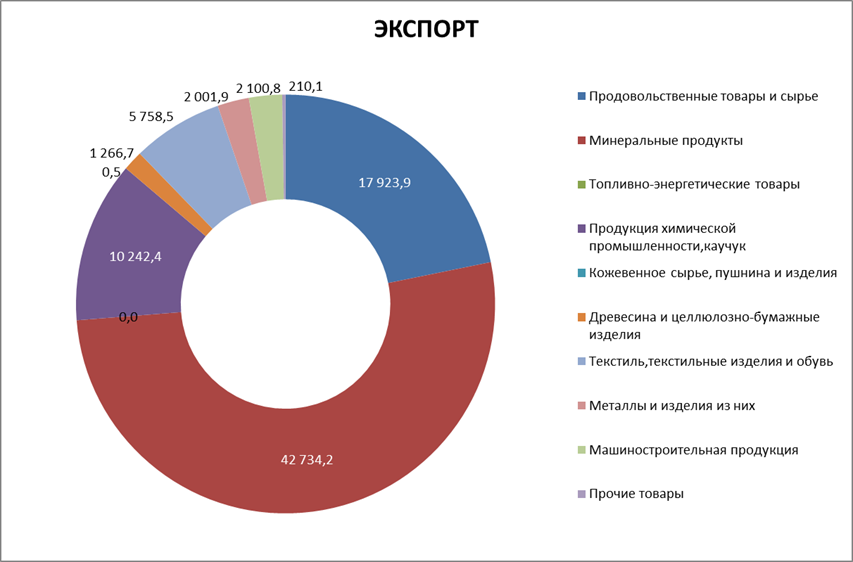 ЭКСПОРТ
210,1
2 100,8
2 001,9
5 758,5
1 266,7
0,5
10 242,4
0,0
17 923,9
42 734,2
Продовольственные товары и сырье
Минеральные продукты
Топливно-энергетические товары
Продукция химической
промышленности,каучук
Кожевенное сырье, пушнина и изделия
Древесина и целлюлозно-бумажные
изделия
Текстиль,текстильные изделия и обувь
Металлы и изделия из них
Машиностроительная продукция
Прочие товары